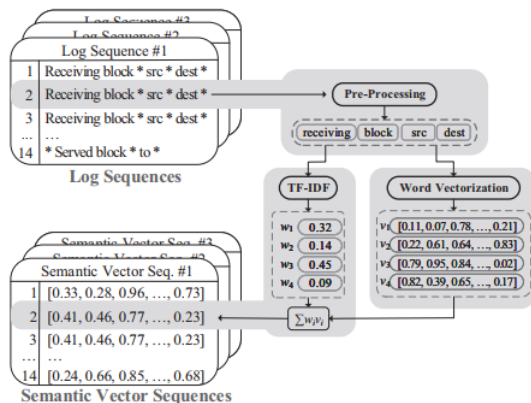 Log Sequence #3
Log Sequence #2
Log Sequence #1
1 Receiving block * src * dest *
2 Receiving block * src * dest *
3 Receiving block * src * dest *
... ...
14 * Served block * to *
Log Sequences
Pre-Processing
receiving block src dest
TF-IDF
w₁ 0.32
w₂ 0.14
w₃ 0.45
w₄ 0.09
∑wᵢvᵢ
Word Vectorization
v₁ [0.11, 0.07, 0.78, ..., 0.21]
v₂ [0.22, 0.61, 0.64, ..., 0.83]
v₃ [0.79, 0.95, 0.84, ..., 0.02]
v₄ [0.82, 0.39, 0.65, ..., 0.17]
Semantic Vector Seq. #3
Semantic Vector Seq. #2
Semantic Vector Seq. #1
1 [0.33, 0.28, 0.96, ..., 0.73]
2 [0.41, 0.46, 0.77, ..., 0.23]
3 [0.41, 0.46, 0.77, ..., 0.23]
... ...
14 [0.24, 0.66, 0.85, ..., 0.68]
Semantic Vector Sequences